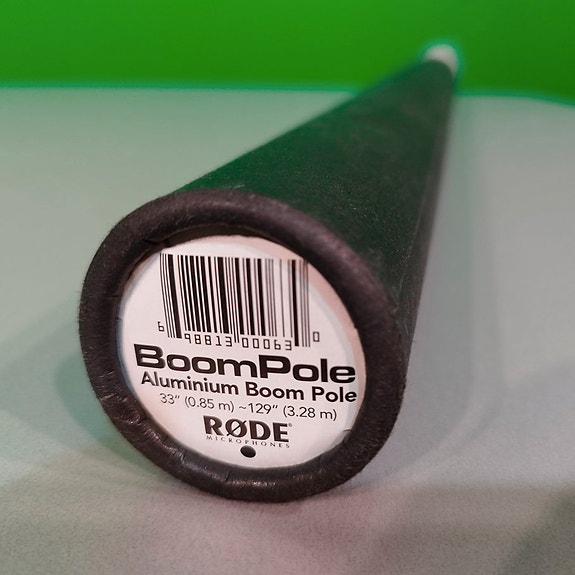 6 98813 00063 0
BoomPole
Aluminium Boom Pole
33" (0.85 m) ~129" (3.28 m)
RØDE
MICROPHONES